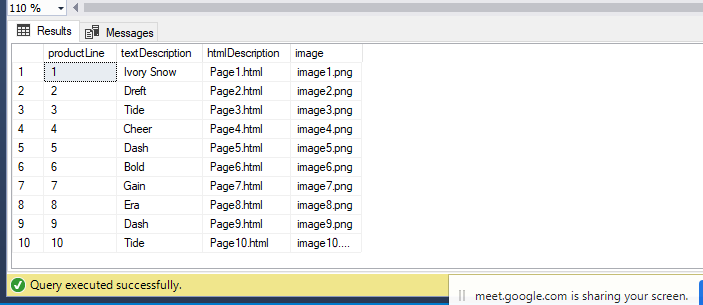 110 %
Results Messages
productLine textDescription htmlDescription image
1 1 Ivory Snow Page1.html image1.png
2 2 Dreft Page2.html image2.png
3 3 Tide Page3.html image3.png
4 4 Cheer Page4.html image4.png
5 5 Dash Page5.html image5.png
6 6 Bold Page6.html image6.png
7 7 Gain Page7.html image7.png
8 8 Era Page8.html image8.png
9 9 Dash Page9.html image9.png
10 10 Tide Page10.html image10....
Query executed successfully.
meet.google.com is sharing your screen.